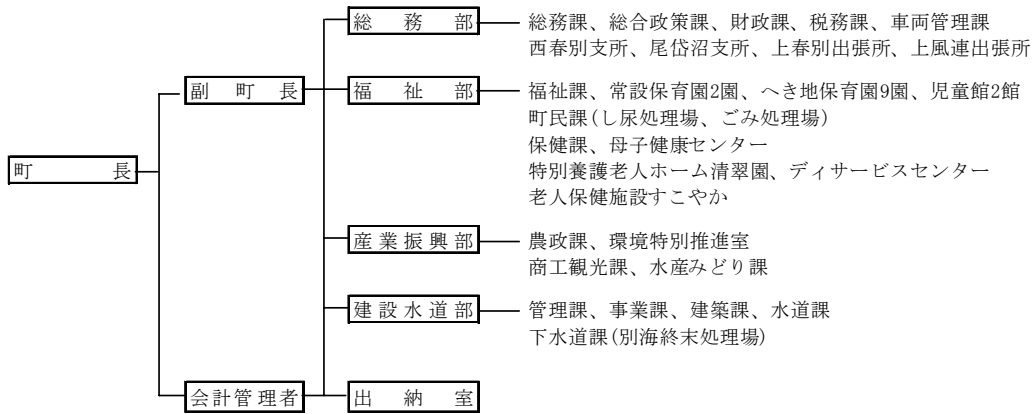 総務部
総務課、総合政策課、財政課、税務課、車両管理課
西春別支所、尾岱沼支所、上春別出張所、上風連出張所
副町長
福祉部
福祉課、常設保育園2園、へき地保育園9園、児童館2館
町民課(し尿処理場、ごみ処理場)
保健課、母子健康センター
町長
特別養護老人ホーム清翠園、ディサービスセンター
老人保健施設すこやか
産業振興部
農政課、環境特別推進室
商工観光課、水産みどり課
建設水道部
管理課、事業課、建築課、水道課
下水道課(別海終末処理場)
会計管理者
出納室